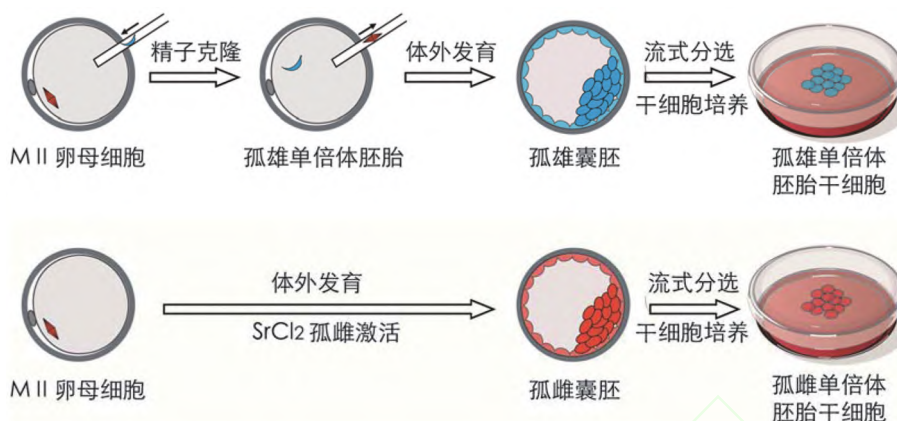 精子克隆
体外发育
流式分选
干细胞培养
MⅡ卵母细胞
孤雄单倍体胚胎
孤雄囊胚
孤雄单倍体
胚胎干细胞
体外发育
SrCl2 孤雌激活
流式分选
干细胞培养
MⅡ卵母细胞
孤雌囊胚
孤雌单倍体
胚胎干细胞